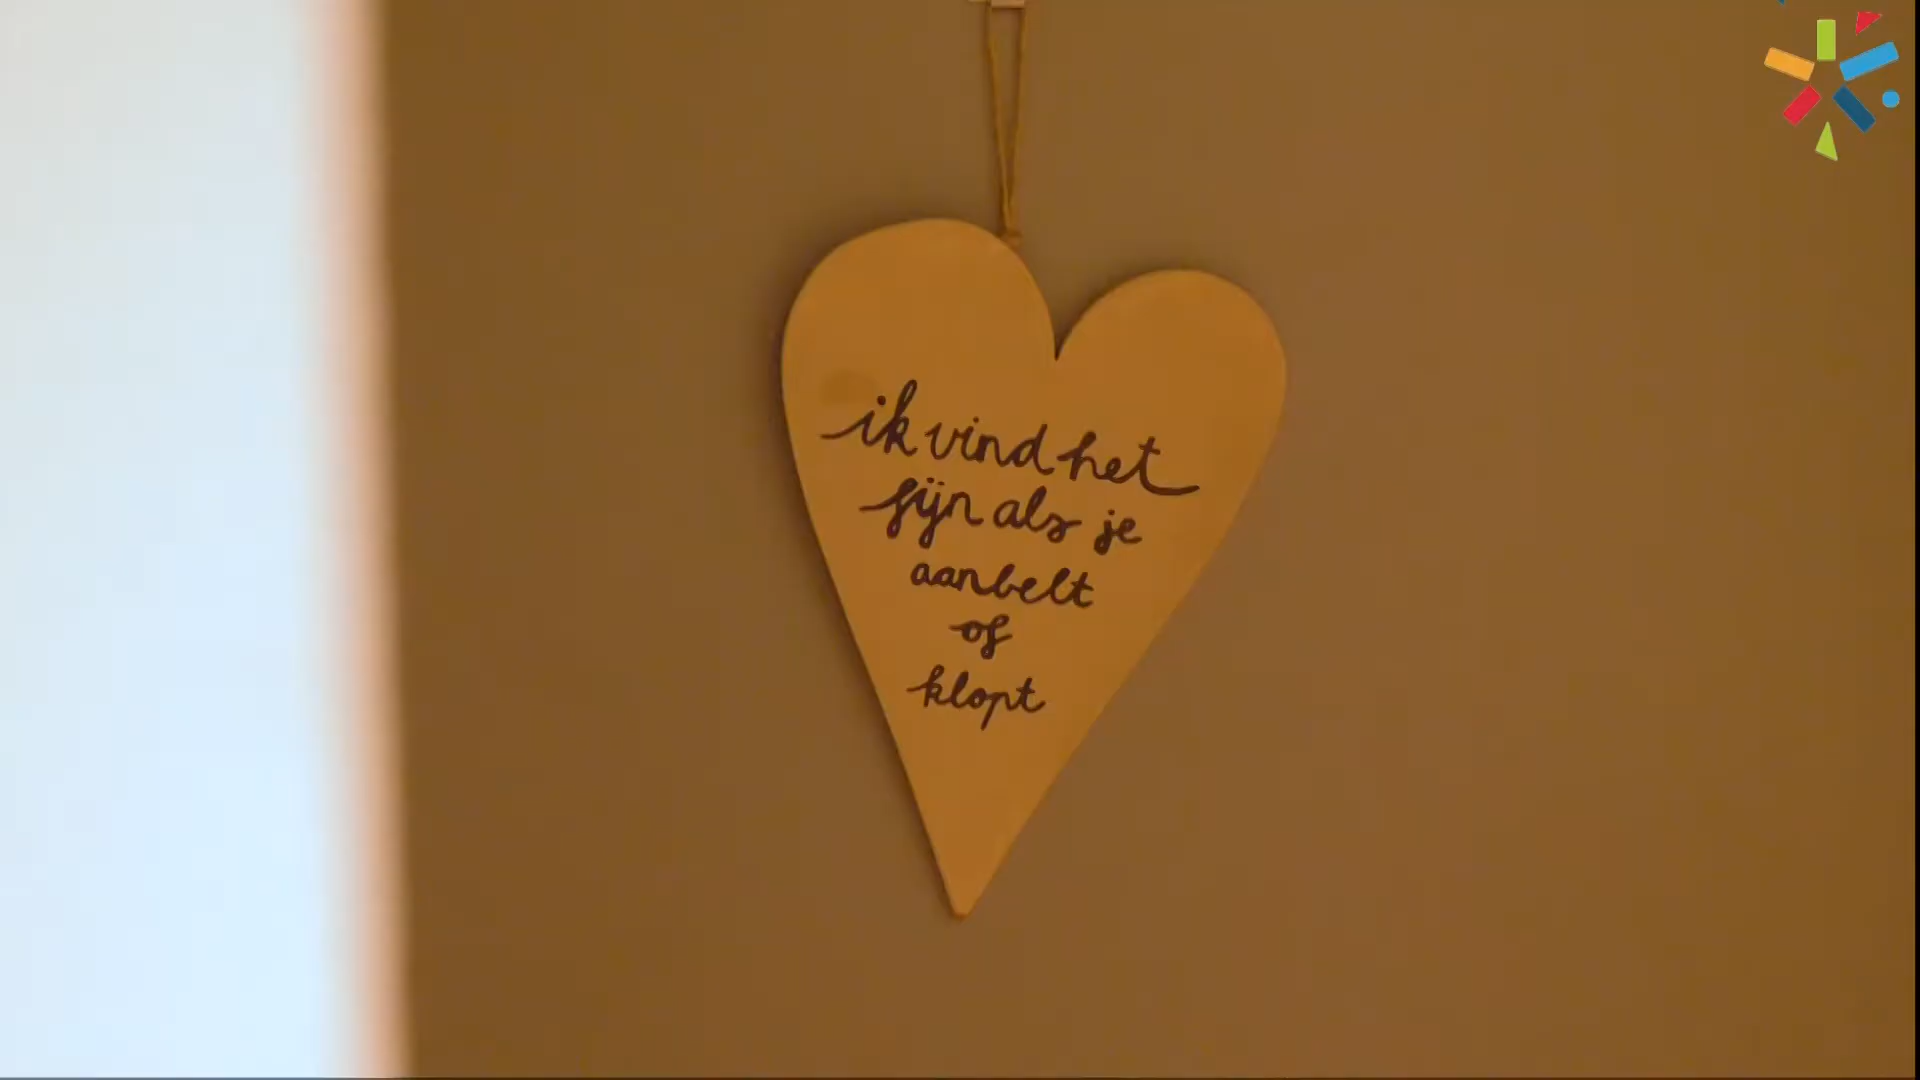 ik vind het
fijn als je
aanbelt
of
klopt